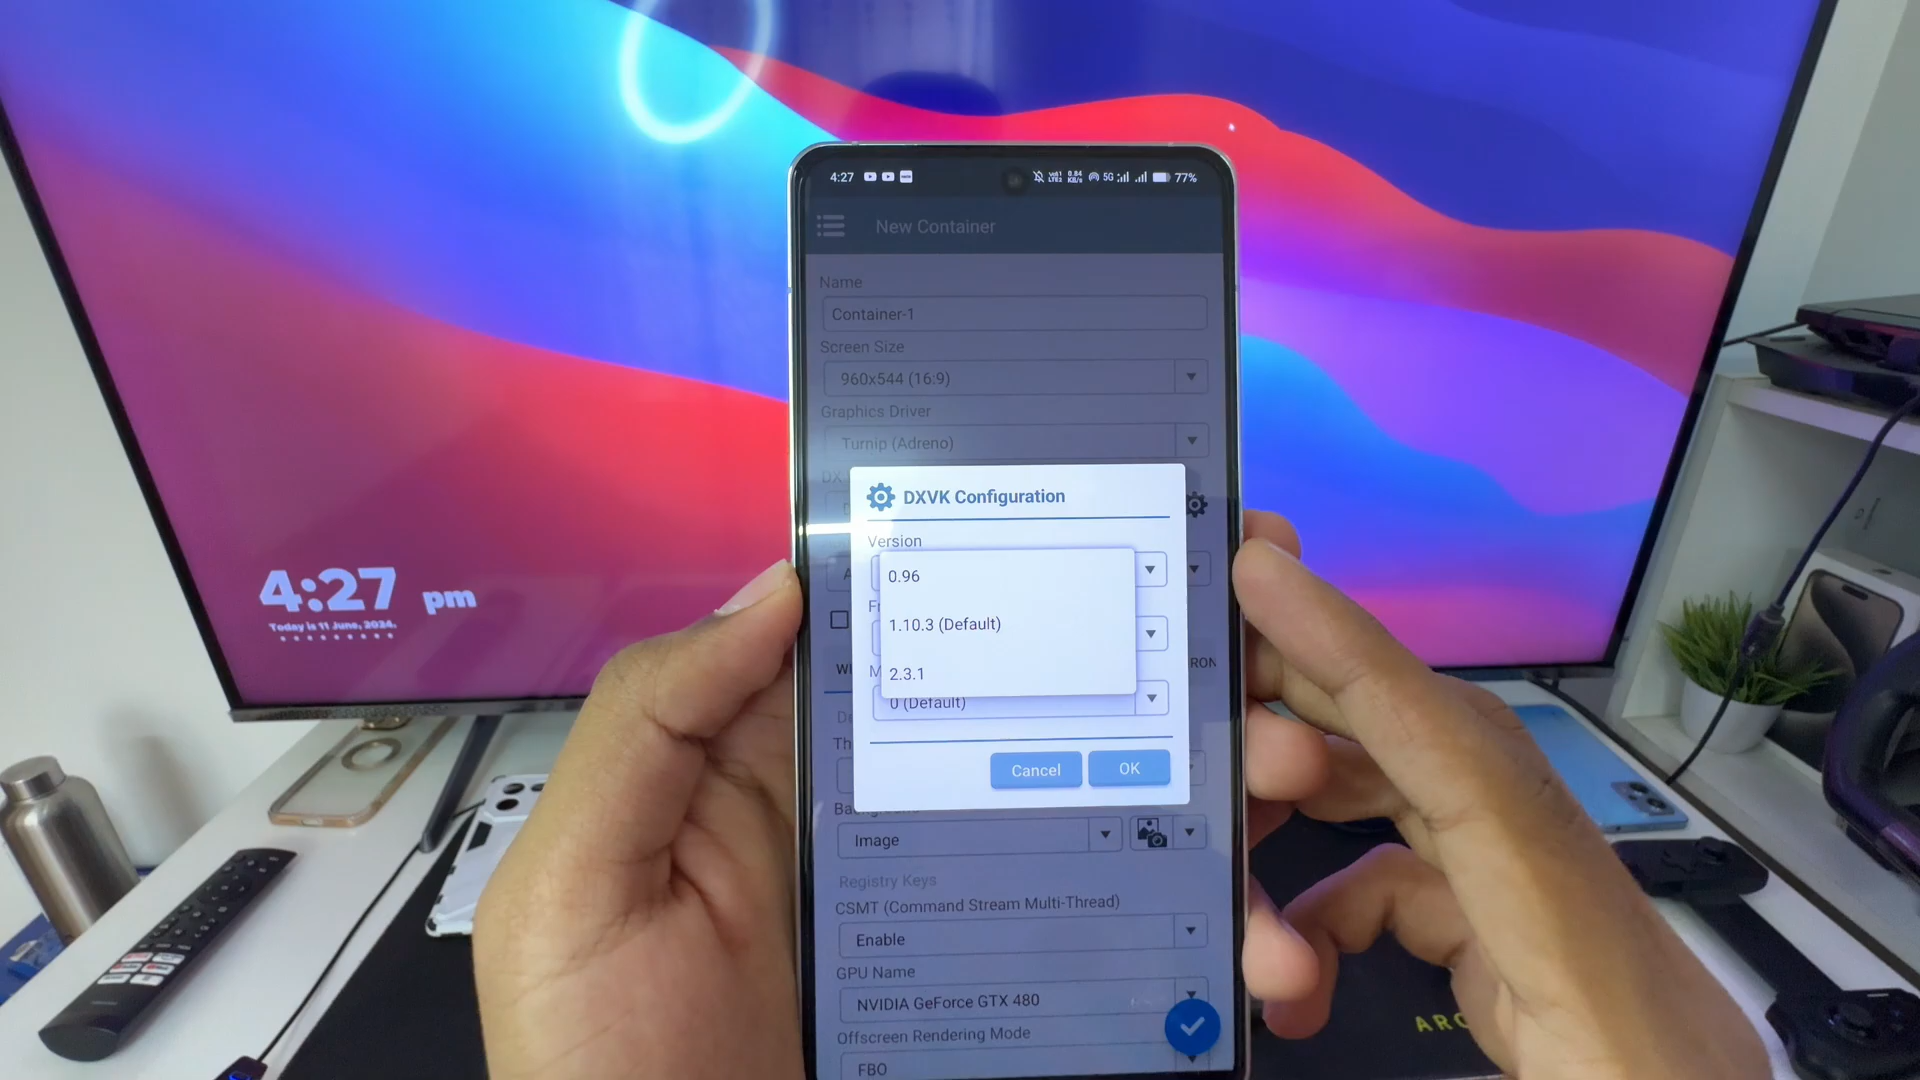 4:27
5G
77%
New Container
Name
Container-1
Screen Size
960x544 (16:9)
Graphics Driver
Turnip (Adreno)
DX
DXVK Configuration
Version
0.96
1.10.3 (Default)
2.3.1
0 (Default)
Cancel
OK
Image
Registry Keys
CSMT (Command Stream Multi-Thread)
Enable
GPU Name
NVIDIA GeForce GTX 480
Offscreen Rendering Mode
FBO
4:27 pm
Today is 11 June, 2024.